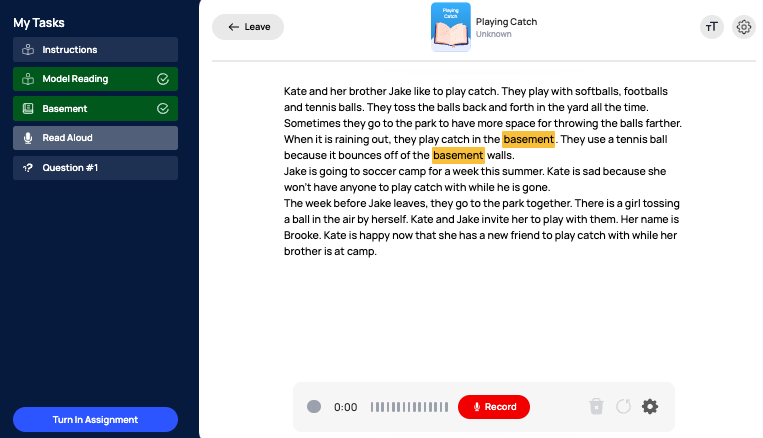 My Tasks
Instructions
Model Reading
Basement
Read Aloud
Question #1
Turn In Assignment
Leave
Playing
Catch
Playing Catch
Unknown
TT
Kate and her brother Jake like to play catch. They play with softballs, footballs
and tennis balls. They toss the balls back and forth in the yard all the time.
Sometimes they go to the park to have more space for throwing the balls farther.
When it is raining out, they play catch in the basement. They use a tennis ball
because it bounces off of the basement walls.
Jake is going to soccer camp for a week this summer. Kate is sad because she
won't have anyone to play catch with while he is gone.
The week before Jake leaves, they go to the park together. There is a girl tossing
a ball in the air by herself. Kate and Jake invite her to play with them. Her name is
Brooke. Kate is happy now that she has a new friend to play catch with while her
brother is at camp.
0:00
Record